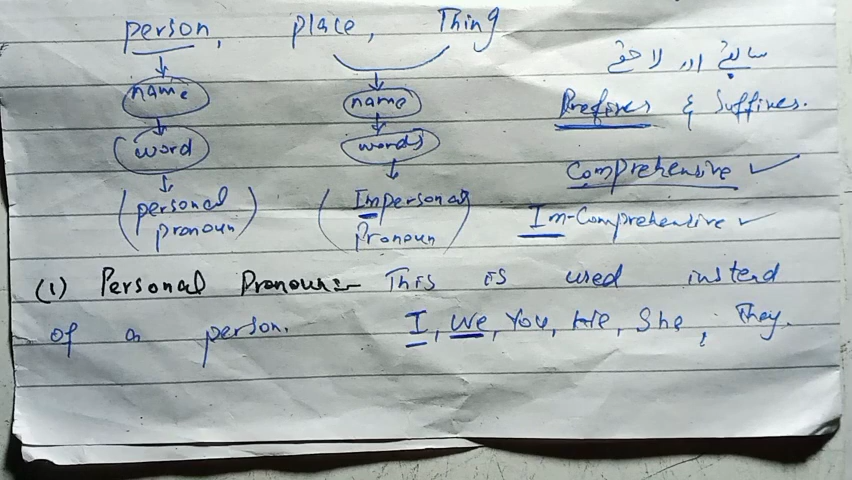 person, place, Thing
name name
word words
(personal pronoun) (Impersonal Pronoun)
سابقے اور لاحقے
Prefixes & Suffixes.
Comprehensive ✓
Im-Comprehensive ✓
(1) Personal Pronoun:- This is used instead
of a person. I, We, You, He, She, They.